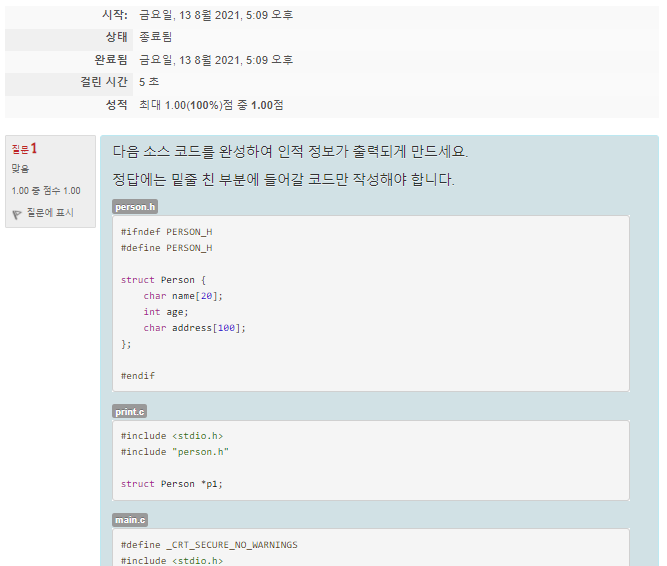 시작: 금요일, 13 8월 2021, 5:09 오후
상태 종료됨
완료됨 금요일, 13 8월 2021, 5:09 오후
걸린 시간 5 초
성적 최대 1.00(100%)점 중 1.00점
질문 1
맞음
1.00 중 점수 1.00
질문에 표시
다음 소스 코드를 완성하여 인적 정보가 출력되게 만드세요.
정답에는 밑줄 친 부분에 들어갈 코드만 작성해야 합니다.
person.h
#ifndef PERSON_H
#define PERSON_H
struct Person {
    char name[20];
    int age;
    char address[100];
};
#endif
print.c
#include <stdio.h>
#include "person.h"
struct Person *p1;
main.c
#define _CRT_SECURE_NO_WARNINGS
#include <stdio.h>